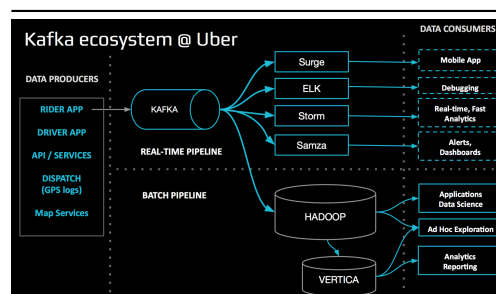 Kafka ecosystem @ Uber
DATA CONSUMERS
DATA PRODUCERS
RIDER APP
DRIVER APP
API / SERVICES
DISPATCH
(GPS logs)
Map Services
KAFKA
REAL-TIME PIPELINE
Surge
ELK
Storm
Samza
Mobile App
Debugging
Real-time, Fast
Analytics
Alerts,
Dashboards
BATCH PIPELINE
HADOOP
VERTICA
Applications
Data Science
Ad Hoc Exploration
Analytics
Reporting